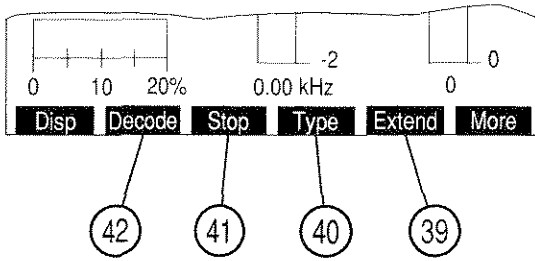 -2 0
0 10 20% 0.00 kHz 0
Disp Decode Stop Type Extend More
42 41 40 39